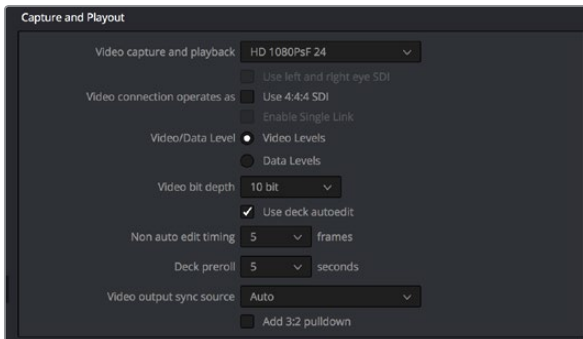 Capture and Playout
Video capture and playback HD 1080PsF 24
Use left and right eye SDI
Video connection operates as Use 4:4:4 SDI
Enable Single Link
Video/Data Level Video Levels
Data Levels
Video bit depth 10 bit
Use deck autoedit
Non auto edit timing 5 frames
Deck preroll 5 seconds
Video output sync source Auto
Add 3:2 pulldown